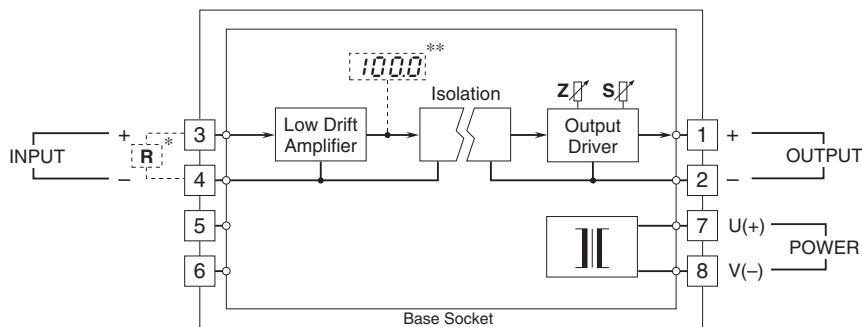 100.0 **
Isolation
Z S
+ 3 Low Drift Amplifier Output Driver 1 +
INPUT R * OUTPUT
– 4 2 –
5 7 U(+)
POWER
6 8 V(–)
Base Socket